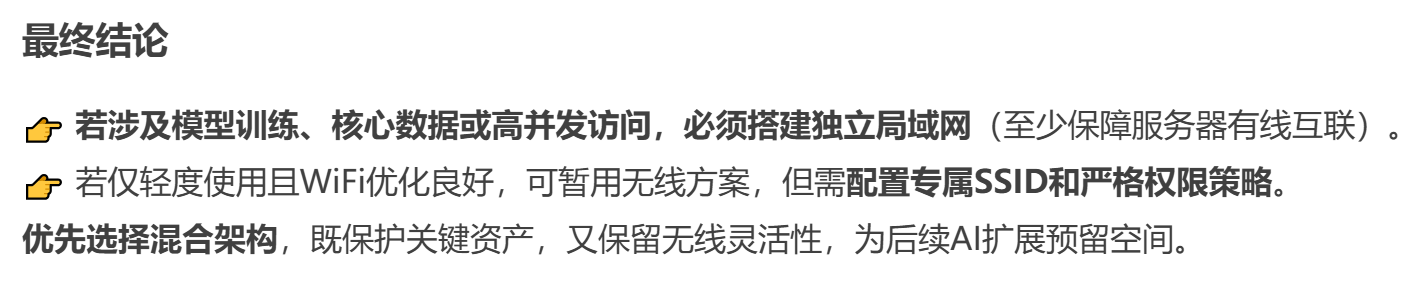 最终结论
👉 若涉及模型训练、核心数据或高并发访问，必须搭建独立局域网（至少保障服务器有线互联）。
👉 若仅轻度使用且WiFi优化良好，可暂用无线方案，但需配置专属SSID和严格权限策略。
优先选择混合架构，既保护关键资产，又保留无线灵活性，为后续AI扩展预留空间。